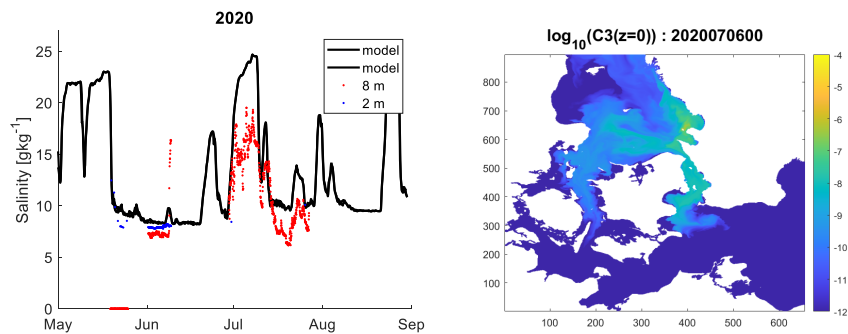 2020
Salinity [gkg-1]
25
20
15
10
5
0
May
Jun
Jul
Aug
Sep
model
model
8 m
2 m
log10(C3(z=0)) : 2020070600
900
800
700
600
500
400
300
200
100
100
200
300
400
500
600
-4
-5
-6
-7
-8
-9
-10
-11
-12